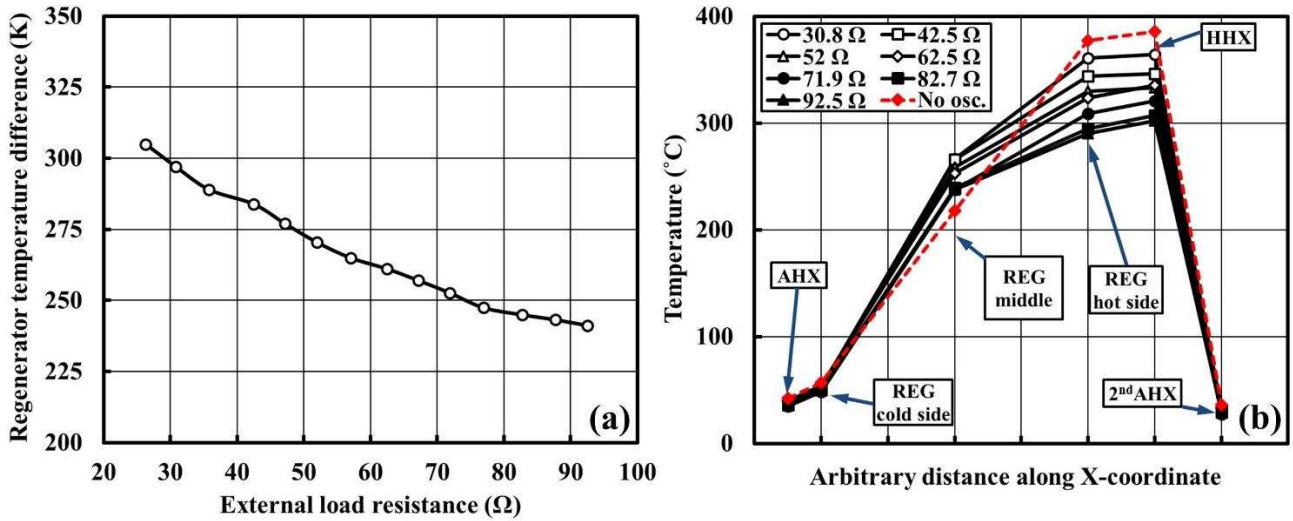 Regenerator temperature difference (K)
350
325
300
275
250
225
200
20 30 40 50 60 70 80 90 100
External load resistance (Ω)
(a)
Temperature (˚C)
400
300
200
100
0
30.8 Ω 42.5 Ω
52 Ω 62.5 Ω
71.9 Ω 82.7 Ω
92.5 Ω No osc.
HHX
AHX
REG
middle
REG
hot side
REG
cold side
2nd AHX
(b)
Arbitrary distance along X-coordinate